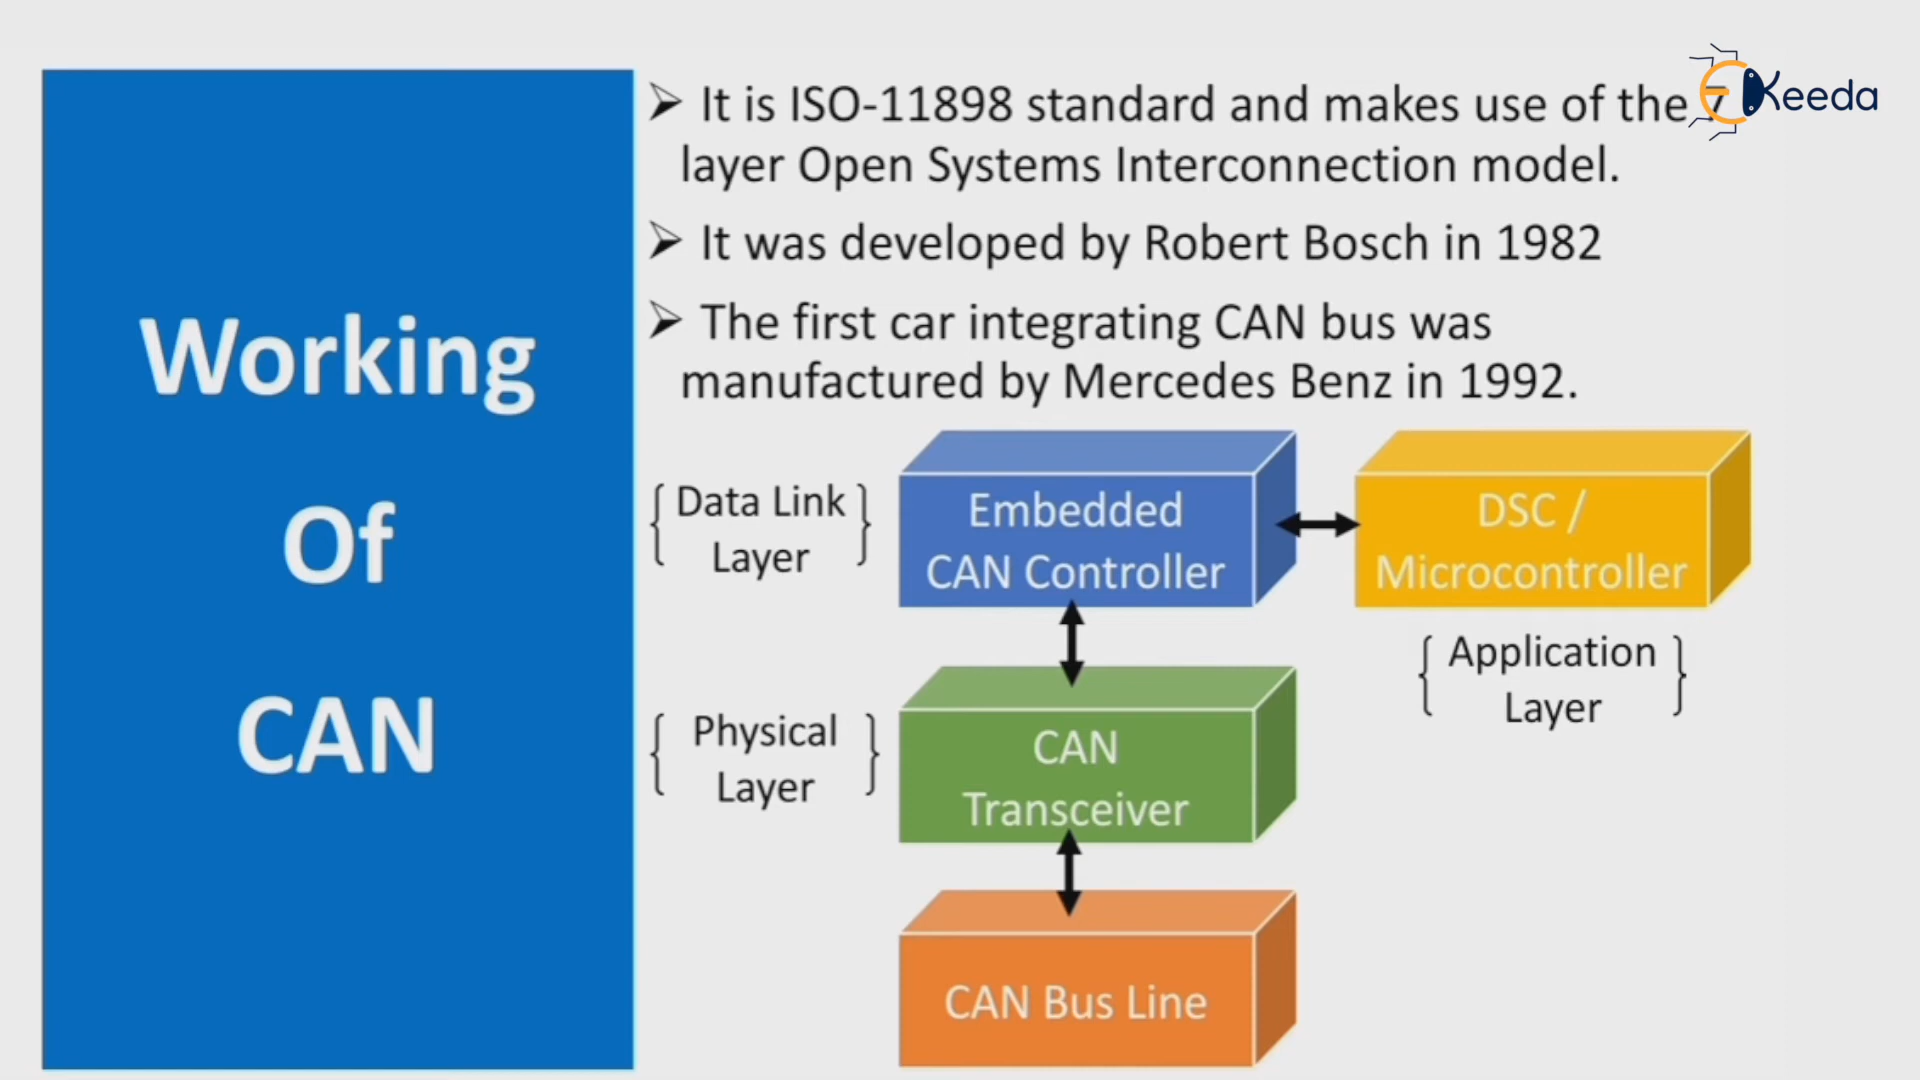 Working
Of
CAN
➢ It is ISO-11898 standard and makes use of the 7
layer Open Systems Interconnection model.
➢ It was developed by Robert Bosch in 1982
➢ The first car integrating CAN bus was
manufactured by Mercedes Benz in 1992.
Keeda
Data Link
Layer
Embedded
CAN Controller
DSC /
Microcontroller
Application
Layer
Physical
Layer
CAN
Transceiver
CAN Bus Line